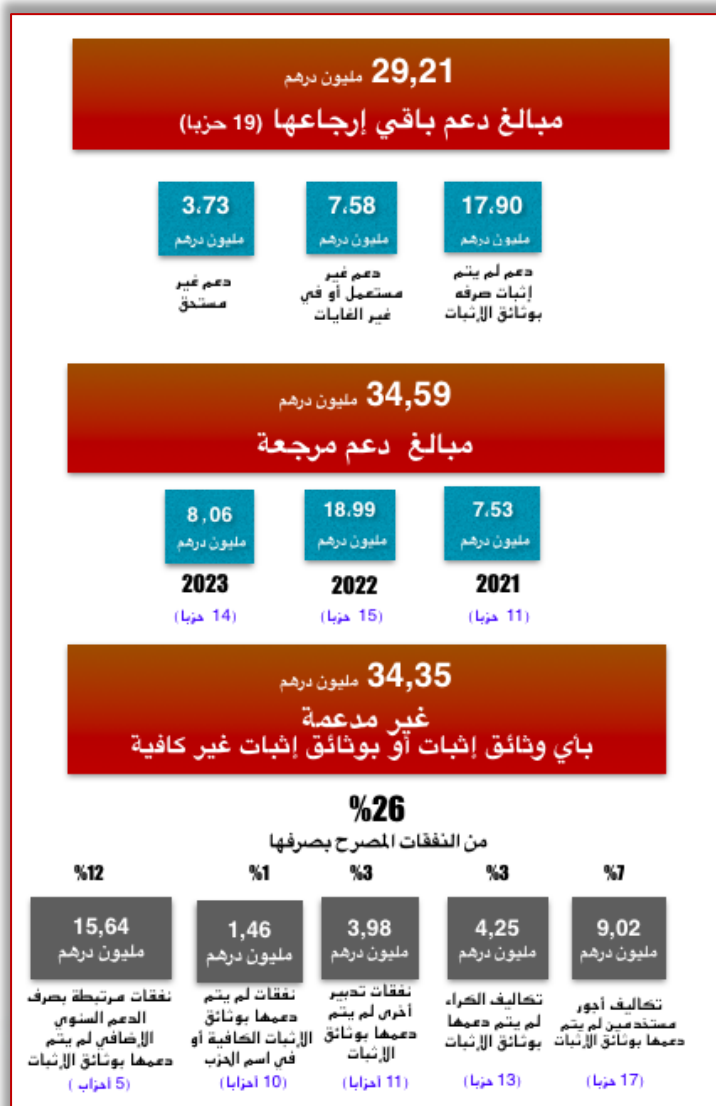 29,21 مليون درهم
مبالغ دعم باقي إرجاعها (19 حزبا)
17،90
مليون درهم
دعم لم يتم
إثبات صرفه
بوثائق الإثبات
7،58
مليون درهم
دعم غير
مستعمل أو في
غير الغايات
3،73
مليون درهم
دعم غير
مستحق
34,59 مليون درهم
مبالغ دعم مرجعة
7،53
مليون درهم
2021
(11 حزبا)
18،99
مليون درهم
2022
(15 حزبا)
8,06
مليون درهم
2023
(14 حزبا)
34,35 مليون درهم
غير مدعمة
بأي وثائق إثبات أو بوثائق إثبات غير كافية
%26
من النفقات المصرح بصرفها
%7
9,02
مليون درهم
تكاليف أجور
مستخدمين لم يتم
دعمها بوثائق الإثبات
(17 حزبا)
%3
4,25
مليون درهم
تكاليف الكراء
لم يتم دعمها
بوثائق الإثبات
(13 حزبا)
%3
3,98
مليون درهم
نفقات تدبير
أخرى لم يتم
دعمها بوثائق
الإثبات
(11 أحزابا)
%1
1,46
مليون درهم
نفقات لم يتم
دعمها بوثائق
الإثبات الكافية أو
في اسم الحزب
(10 أحزابا)
%12
15,64
مليون درهم
نفقات مرتبطة بصرف
الدعم السنوي
الإضافي لم يتم
دعمها بوثائق الإثبات
(5 أحزاب )